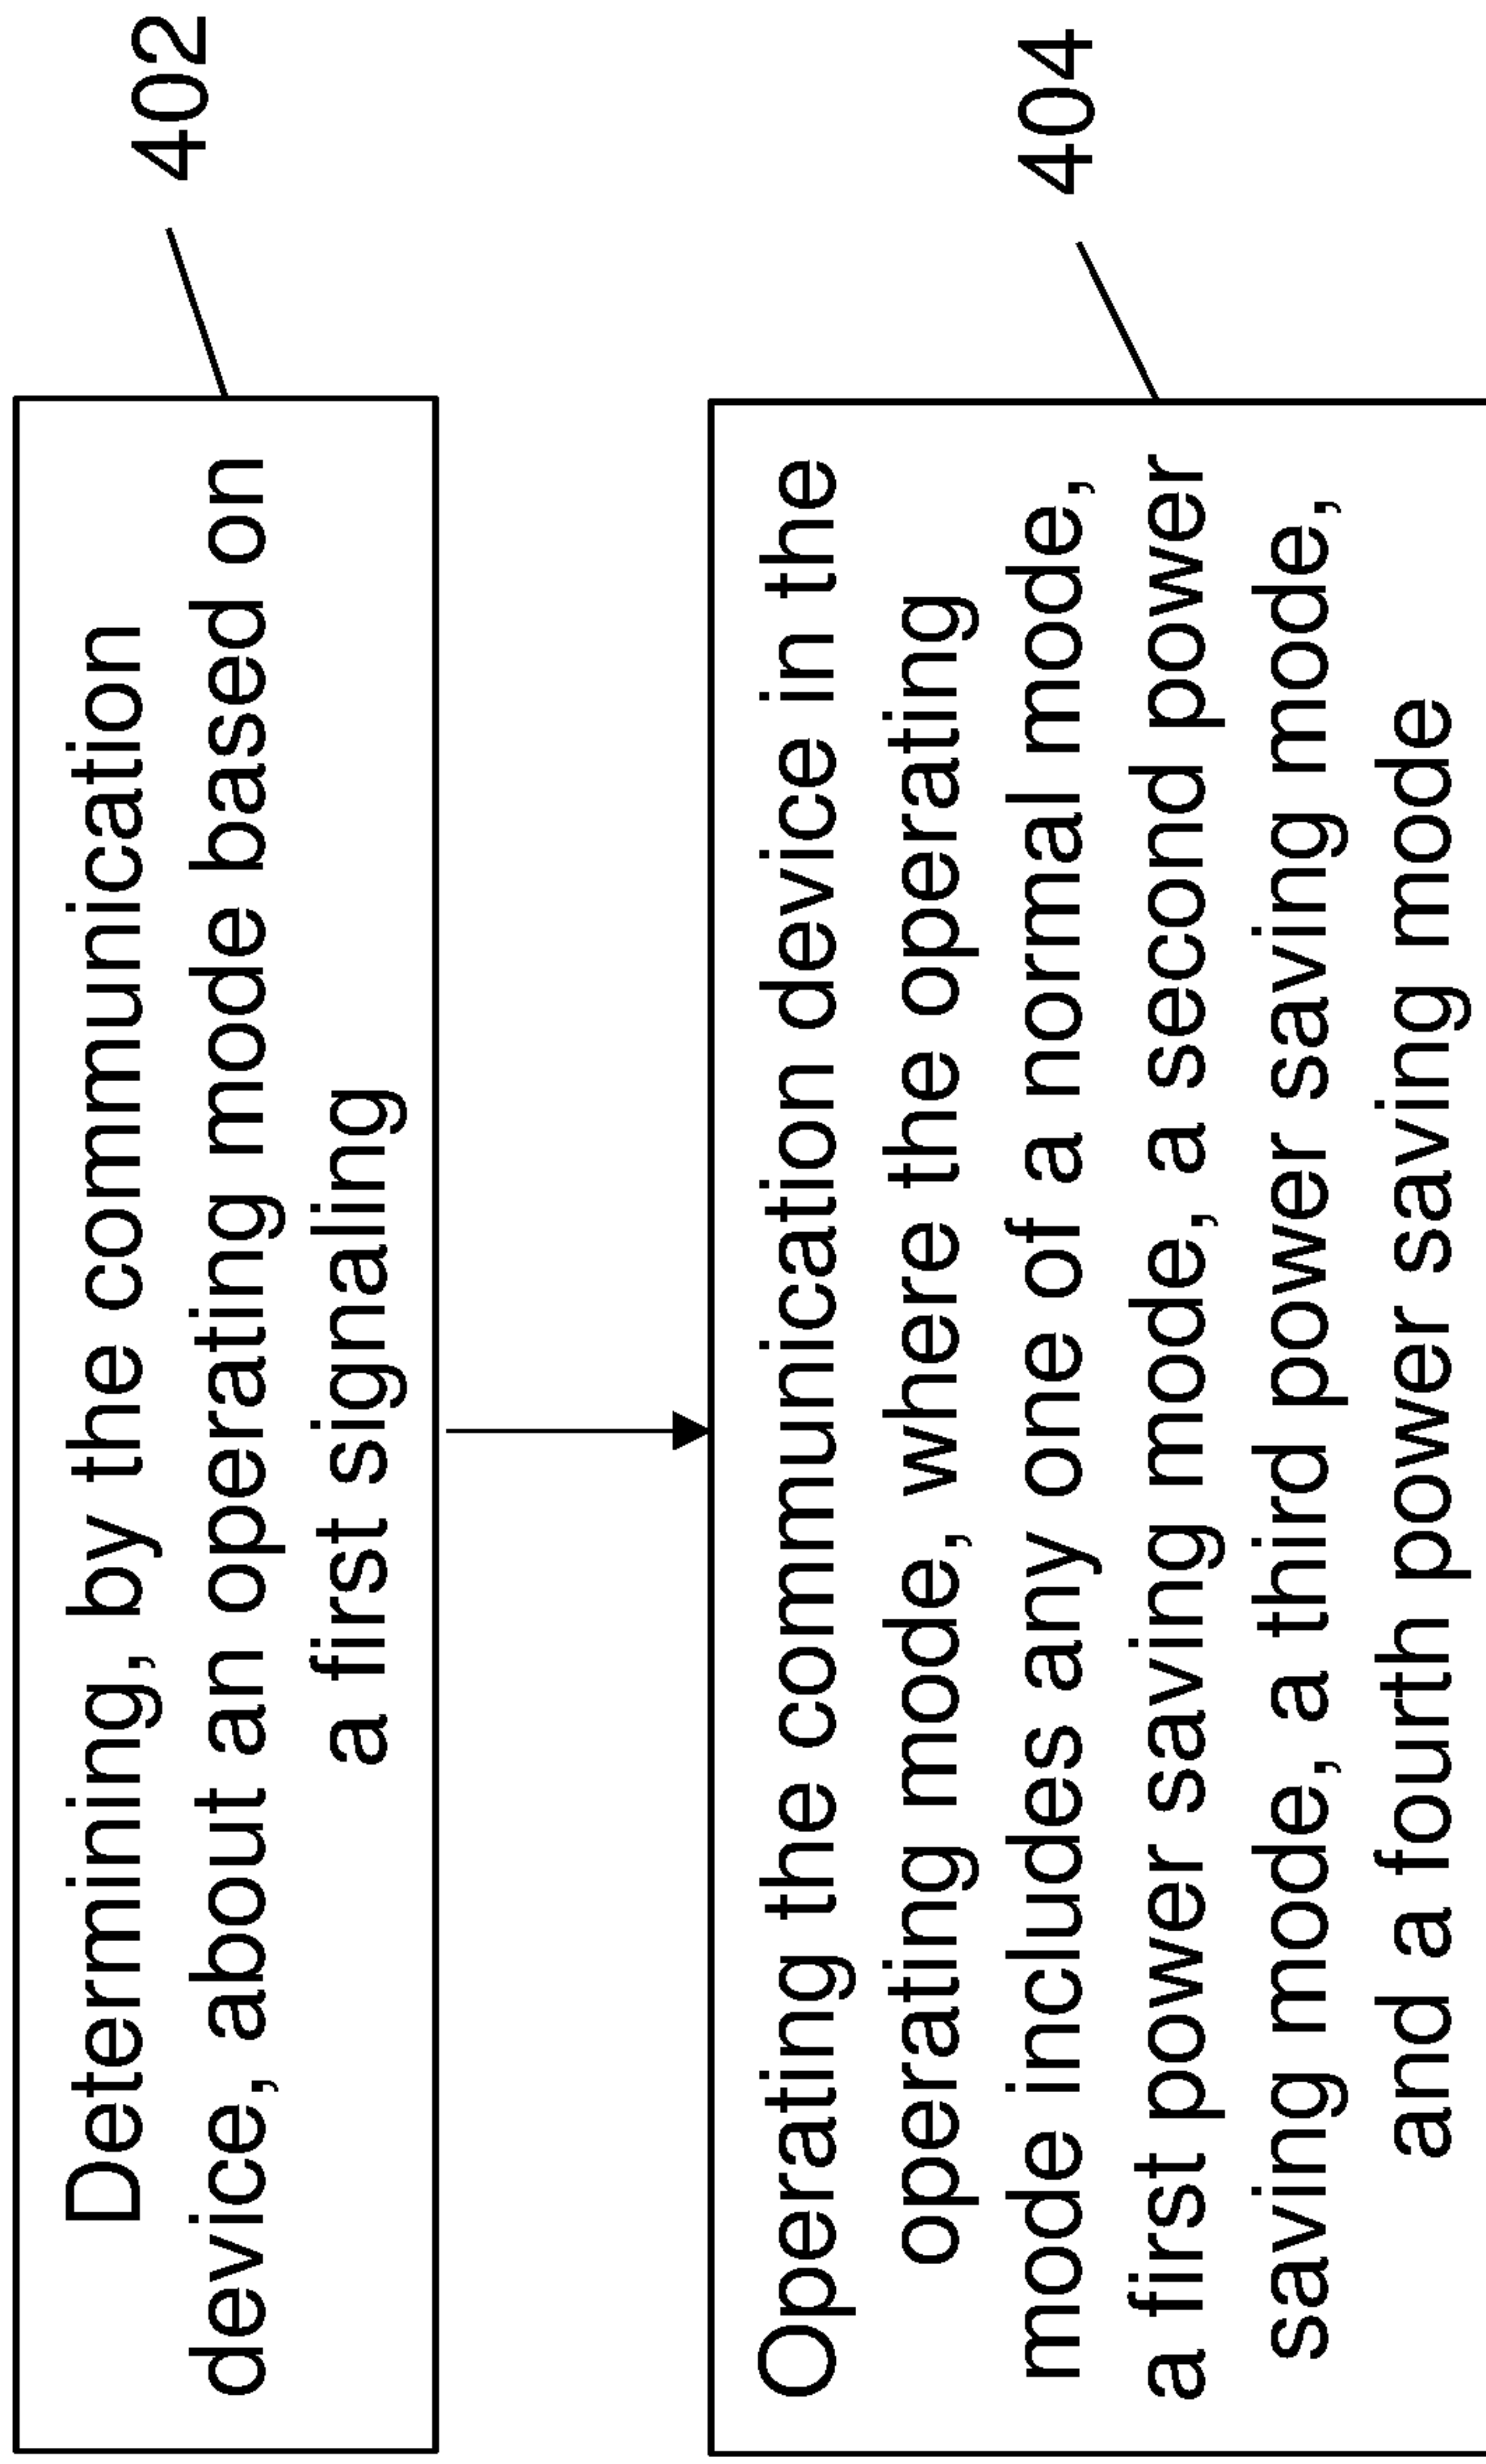 Determining, by the communication
device, about an operating mode based on
a first signaling
402
Operating the communication device in the
operating mode, where the operating
mode includes any one of a normal mode,
a first power saving mode, a second power
saving mode, a third power saving mode,
and a fourth power saving mode
404